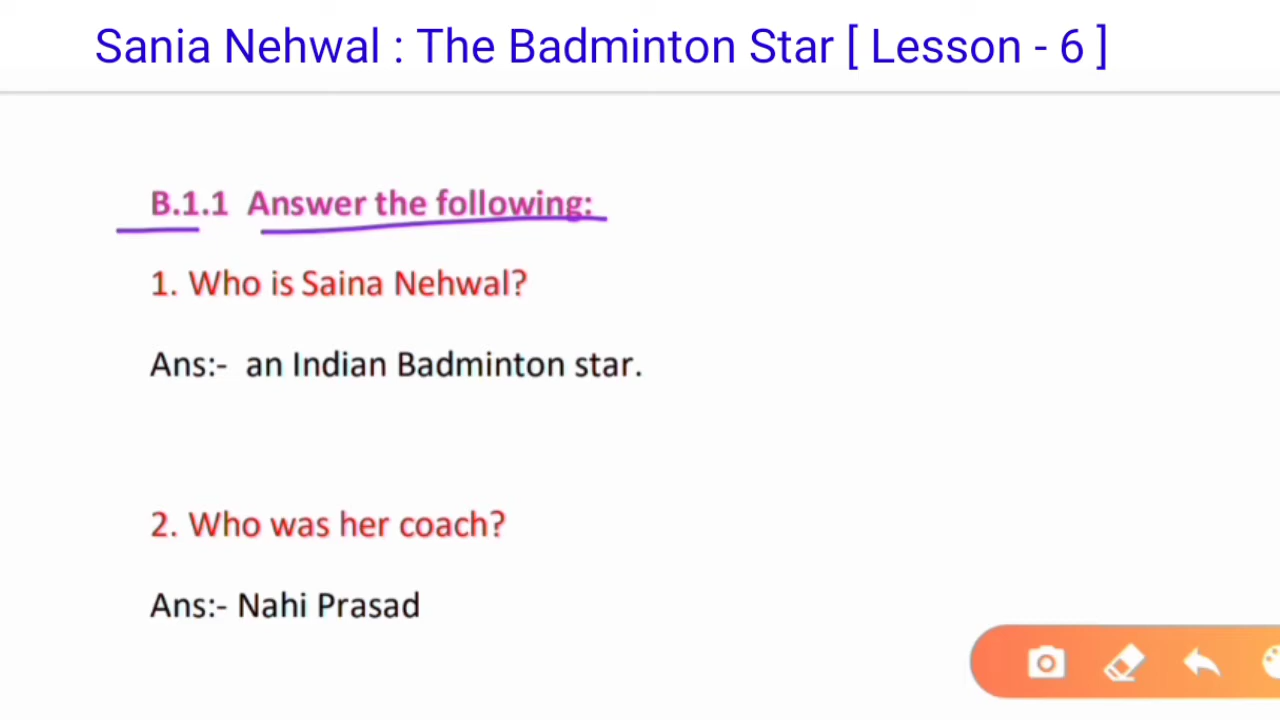 Sania Nehwal : The Badminton Star [ Lesson - 6 ]
B.1.1 Answer the following:
1. Who is Saina Nehwal?
Ans:- an Indian Badminton star.
2. Who was her coach?
Ans:- Nahi Prasad